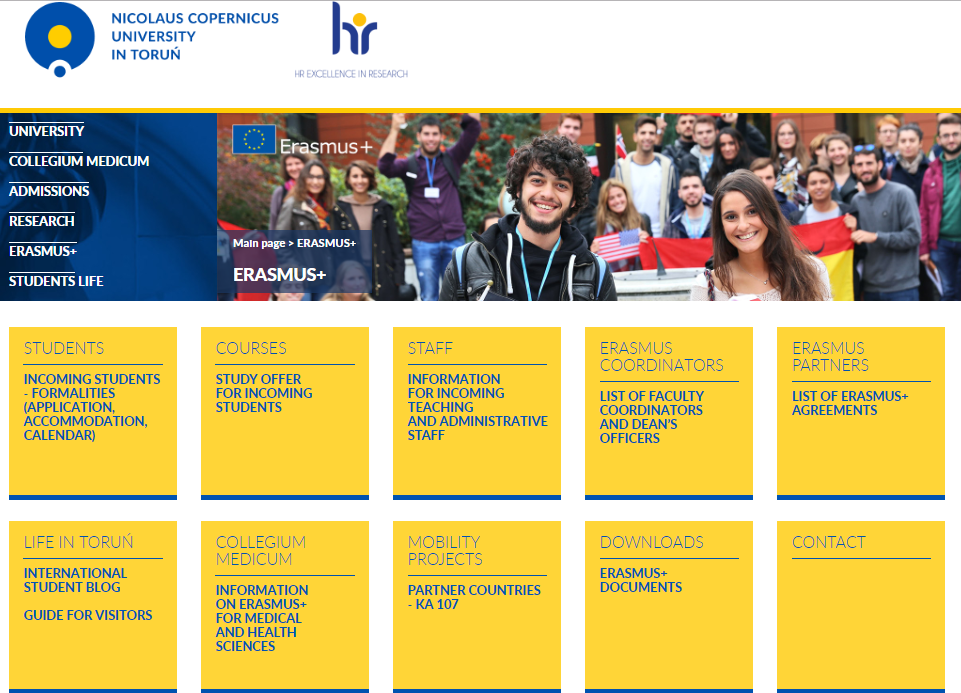 NICOLAUS COPERNICUS
UNIVERSITY
IN TORUŃ
hr
HR EXCELLENCE IN RESEARCH
UNIVERSITY
COLLEGIUM MEDICUM
ADMISSIONS
RESEARCH
ERASMUS+
STUDENTS LIFE
Erasmus+
Main page > ERASMUS+
ERASMUS+
STUDENTS
INCOMING STUDENTS
- FORMALITIES
(APPLICATION,
ACCOMMODATION,
CALENDAR)
COURSES
STUDY OFFER
FOR INCOMING
STUDENTS
STAFF
INFORMATION
FOR INCOMING
TEACHING
AND ADMINISTRATIVE
STAFF
ERASMUS
COORDINATORS
LIST OF FACULTY
COORDINATORS
AND DEAN'S
OFFICERS
ERASMUS
PARTNERS
LIST OF ERASMUS+
AGREEMENTS
LIFE IN TORUŃ
INTERNATIONAL
STUDENT BLOG
GUIDE FOR VISITORS
COLLEGIUM
MEDICUM
INFORMATION
ON ERASMUS+
FOR MEDICAL
AND HEALTH
SCIENCES
MOBILITY
PROJECTS
PARTNER COUNTRIES
- KA 107
DOWNLOADS
ERASMUS+
DOCUMENTS
CONTACT